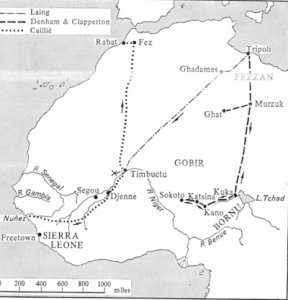 Laing
Denham & Clapperton
Caillié
Rabat
Fez
Tripoli
Ghadames
FEZZAN
Ghat
Murzuk
Timbuctu
GOBIR
R. Senegal
Segou
R. Gambia
Djenne
Sokoto
Katsina
Kuka
L. Tchad
R. Niger
Kano
BORNU
Nuñez
Freetown
SIERRA
LEONE
R. Benue
0 200 400 600 800 1000
miles